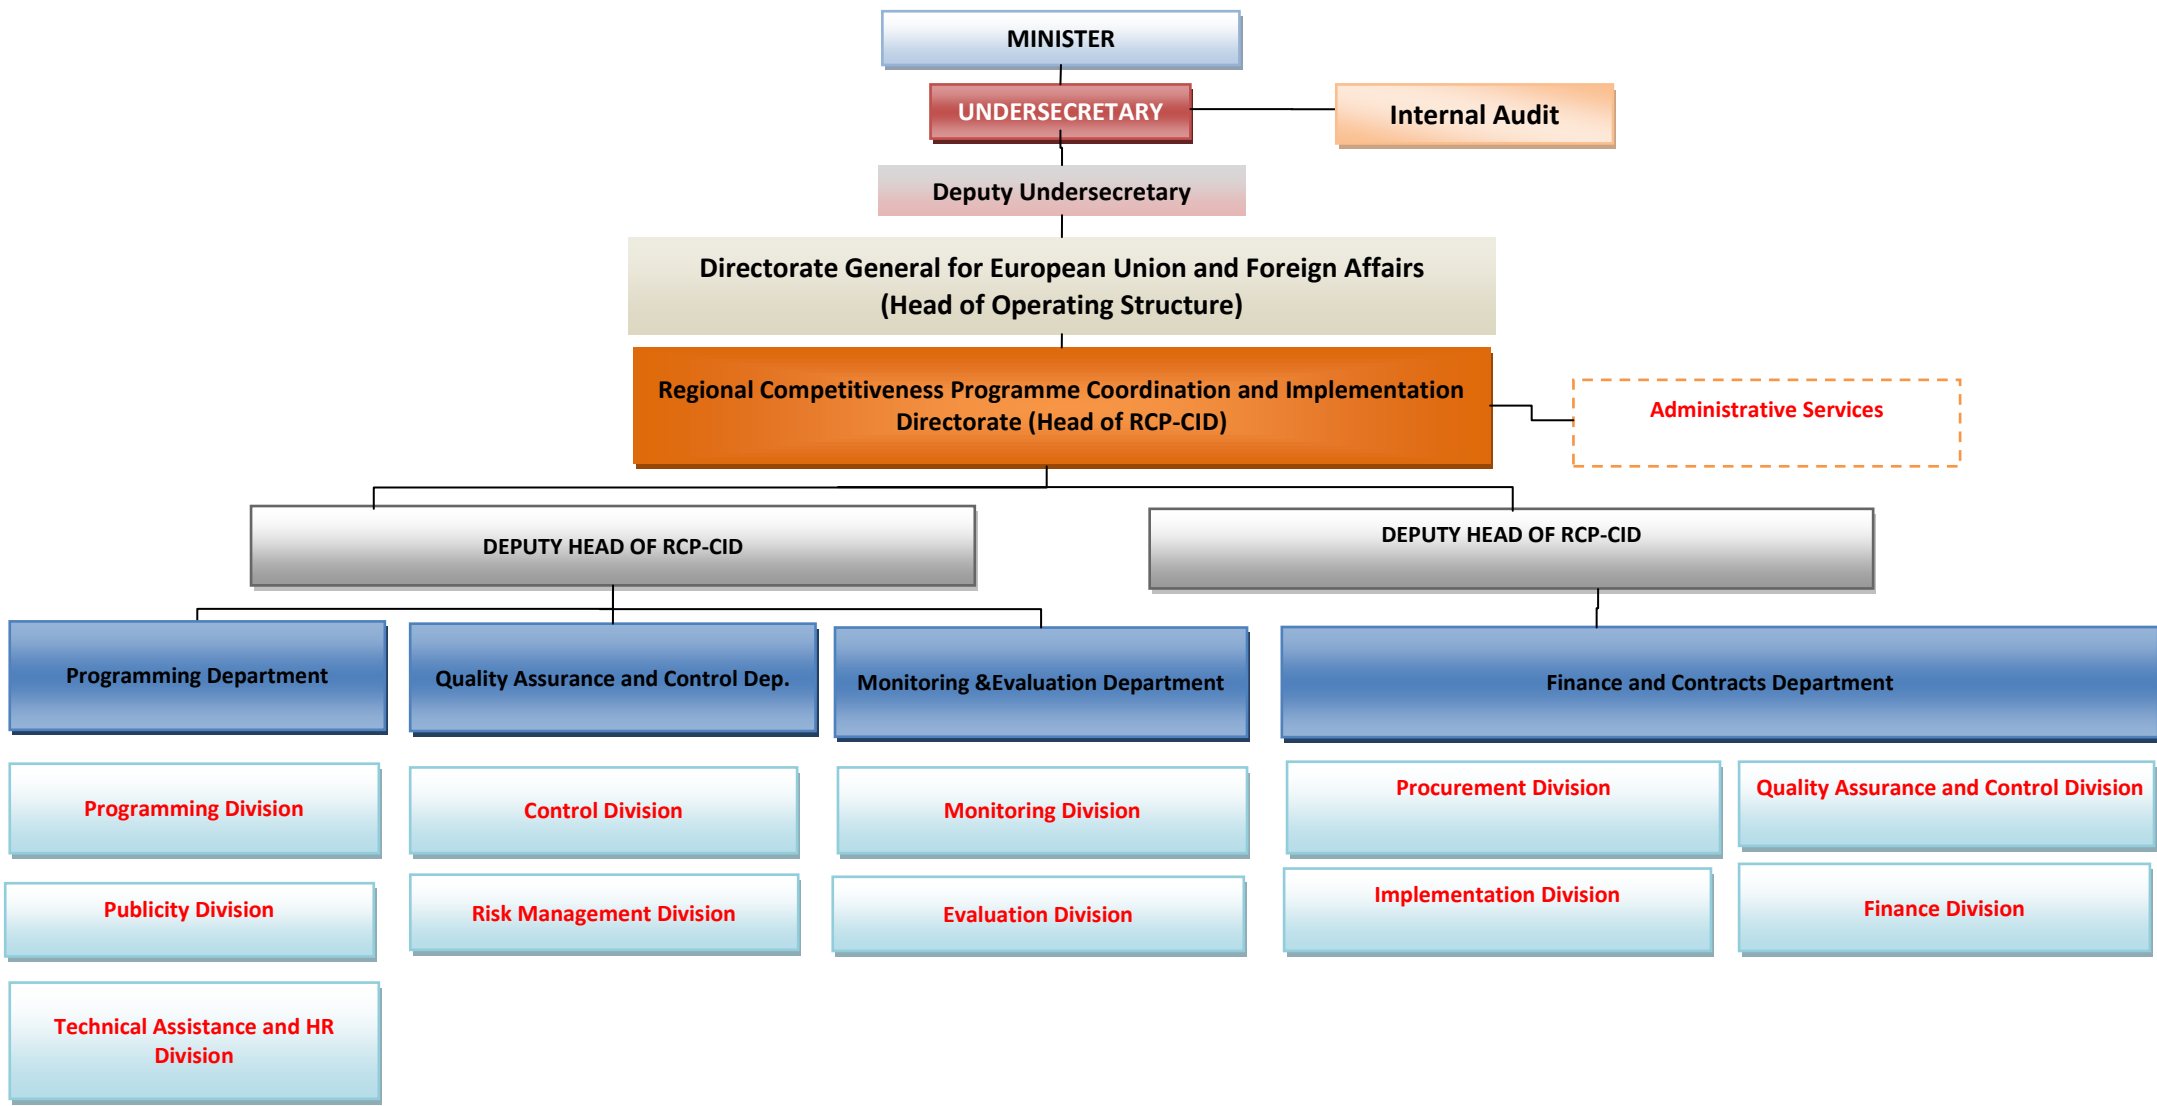 MINISTER
UNDERSECRETARY
Internal Audit
Deputy Undersecretary
Directorate General for European Union and Foreign Affairs
(Head of Operating Structure)
Regional Competitiveness Programme Coordination and Implementation
Directorate (Head of RCP-CID)
Administrative Services
DEPUTY HEAD OF RCP-CID
DEPUTY HEAD OF RCP-CID
Programming Department
Quality Assurance and Control Dep.
Monitoring &Evaluation Department
Finance and Contracts Department
Programming Division
Control Division
Monitoring Division
Procurement Division
Quality Assurance and Control Division
Publicity Division
Risk Management Division
Evaluation Division
Implementation Division
Finance Division
Technical Assistance and HR
Division